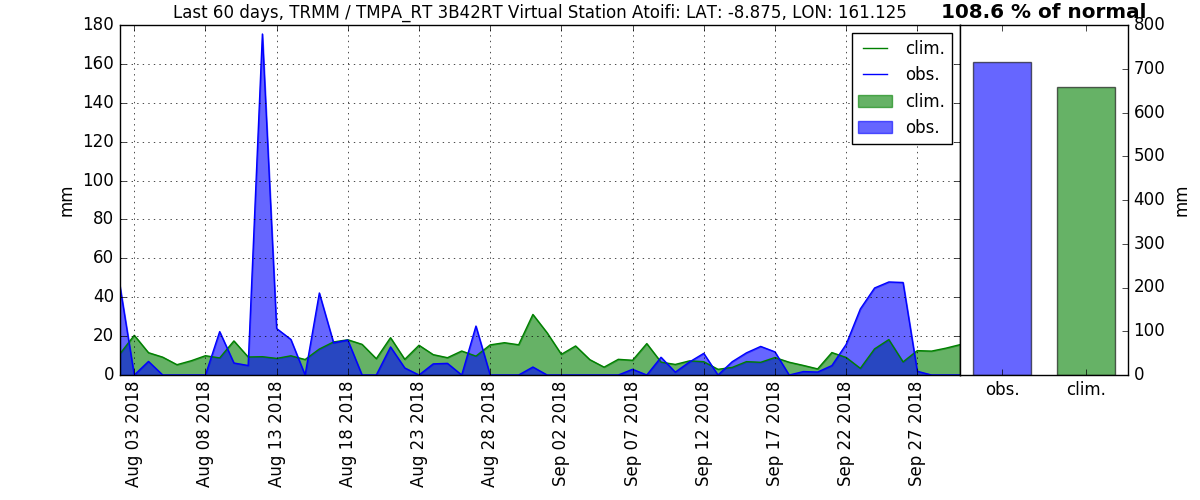 Last 60 days, TRMM / TMPA_RT 3B42RT Virtual Station Atoifi: LAT: -8.875, LON: 161.125
108.6 % of normal
180
160
140
120
100
80
60
40
20
0
mm
clim.
obs.
clim.
obs.
800
700
600
500
400
300
200
100
0
mm
Aug 03 2018
Aug 08 2018
Aug 13 2018
Aug 18 2018
Aug 23 2018
Aug 28 2018
Sep 02 2018
Sep 07 2018
Sep 12 2018
Sep 17 2018
Sep 22 2018
Sep 27 2018
obs.
clim.